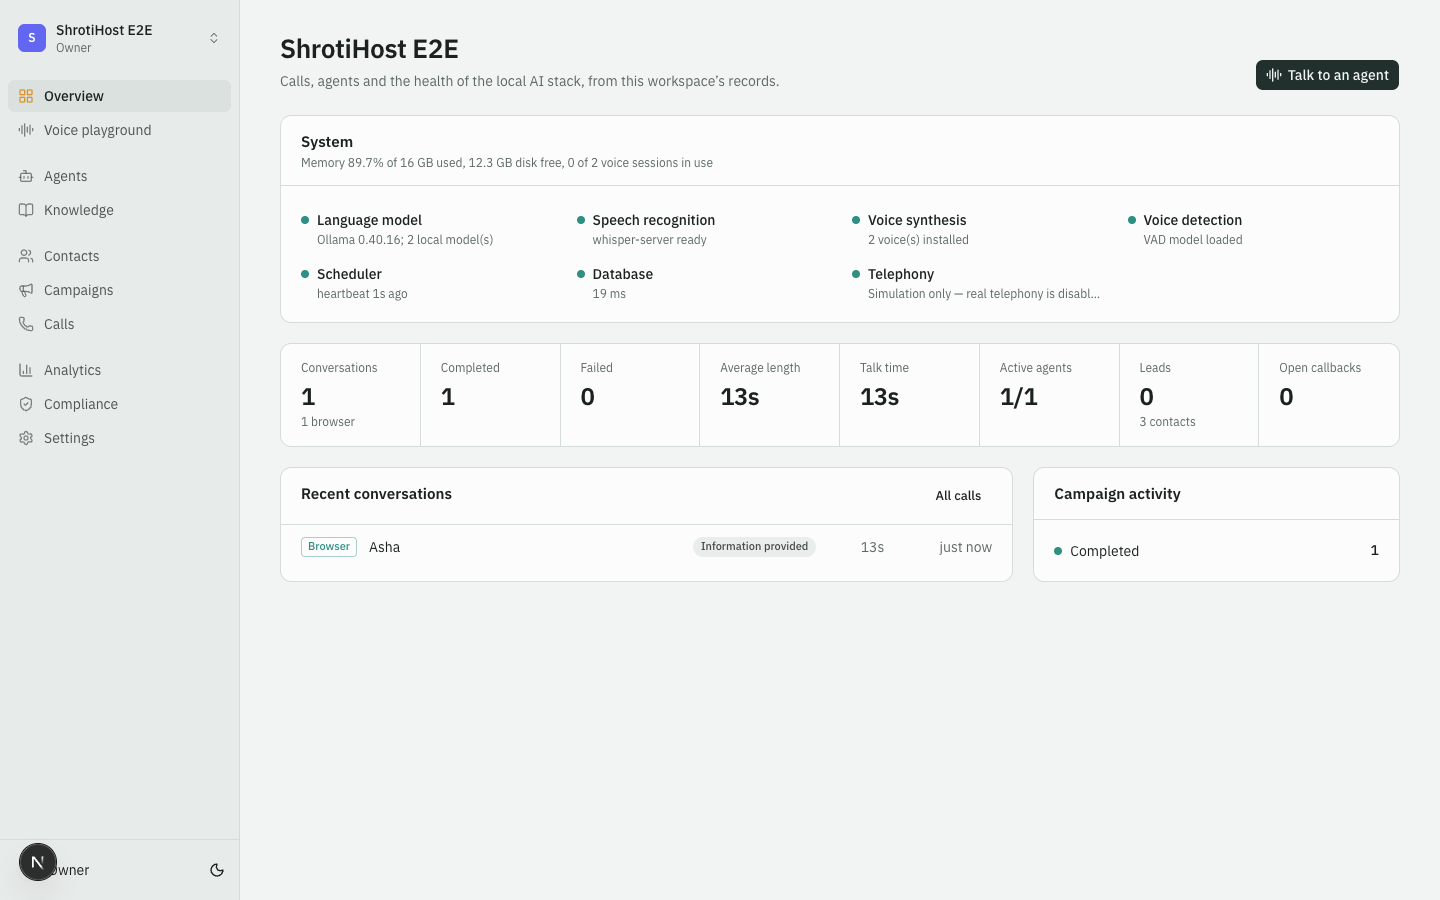 S
ShrotiHost E2E
Owner
Overview
Voice playground
Agents
Knowledge
Contacts
Campaigns
Calls
Analytics
Compliance
Settings
N
Owner
ShrotiHost E2E
Calls, agents and the health of the local AI stack, from this workspace’s records.
Talk to an agent
System
Memory 89.7% of 16 GB used, 12.3 GB disk free, 0 of 2 voice sessions in use
Language model
Ollama 0.40.16; 2 local model(s)
Speech recognition
whisper-server ready
Voice synthesis
2 voice(s) installed
Voice detection
VAD model loaded
Scheduler
heartbeat 1s ago
Database
19 ms
Telephony
Simulation only — real telephony is disabl…
Conversations
1
1 browser
Completed
1
Failed
0
Average length
13s
Talk time
13s
Active agents
1/1
Leads
0
3 contacts
Open callbacks
0
Recent conversations
All calls
Browser Asha Information provided 13s just now
Campaign activity
Completed 1